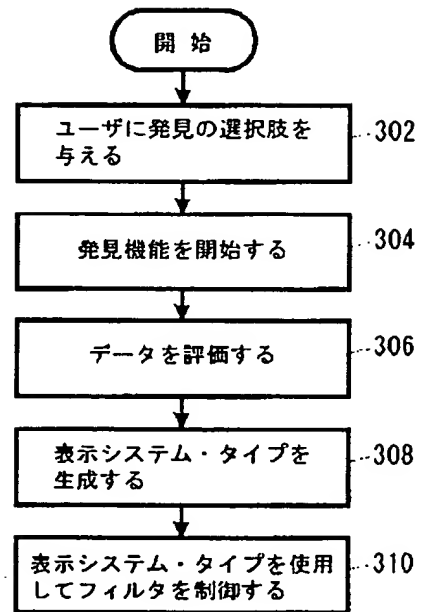 開始
ユーザに発見の選択肢を
与える
302
発見機能を開始する
304
データを評価する
306
表示システム・タイプを
生成する
308
表示システム・タイプを使用
してフィルタを制御する
310